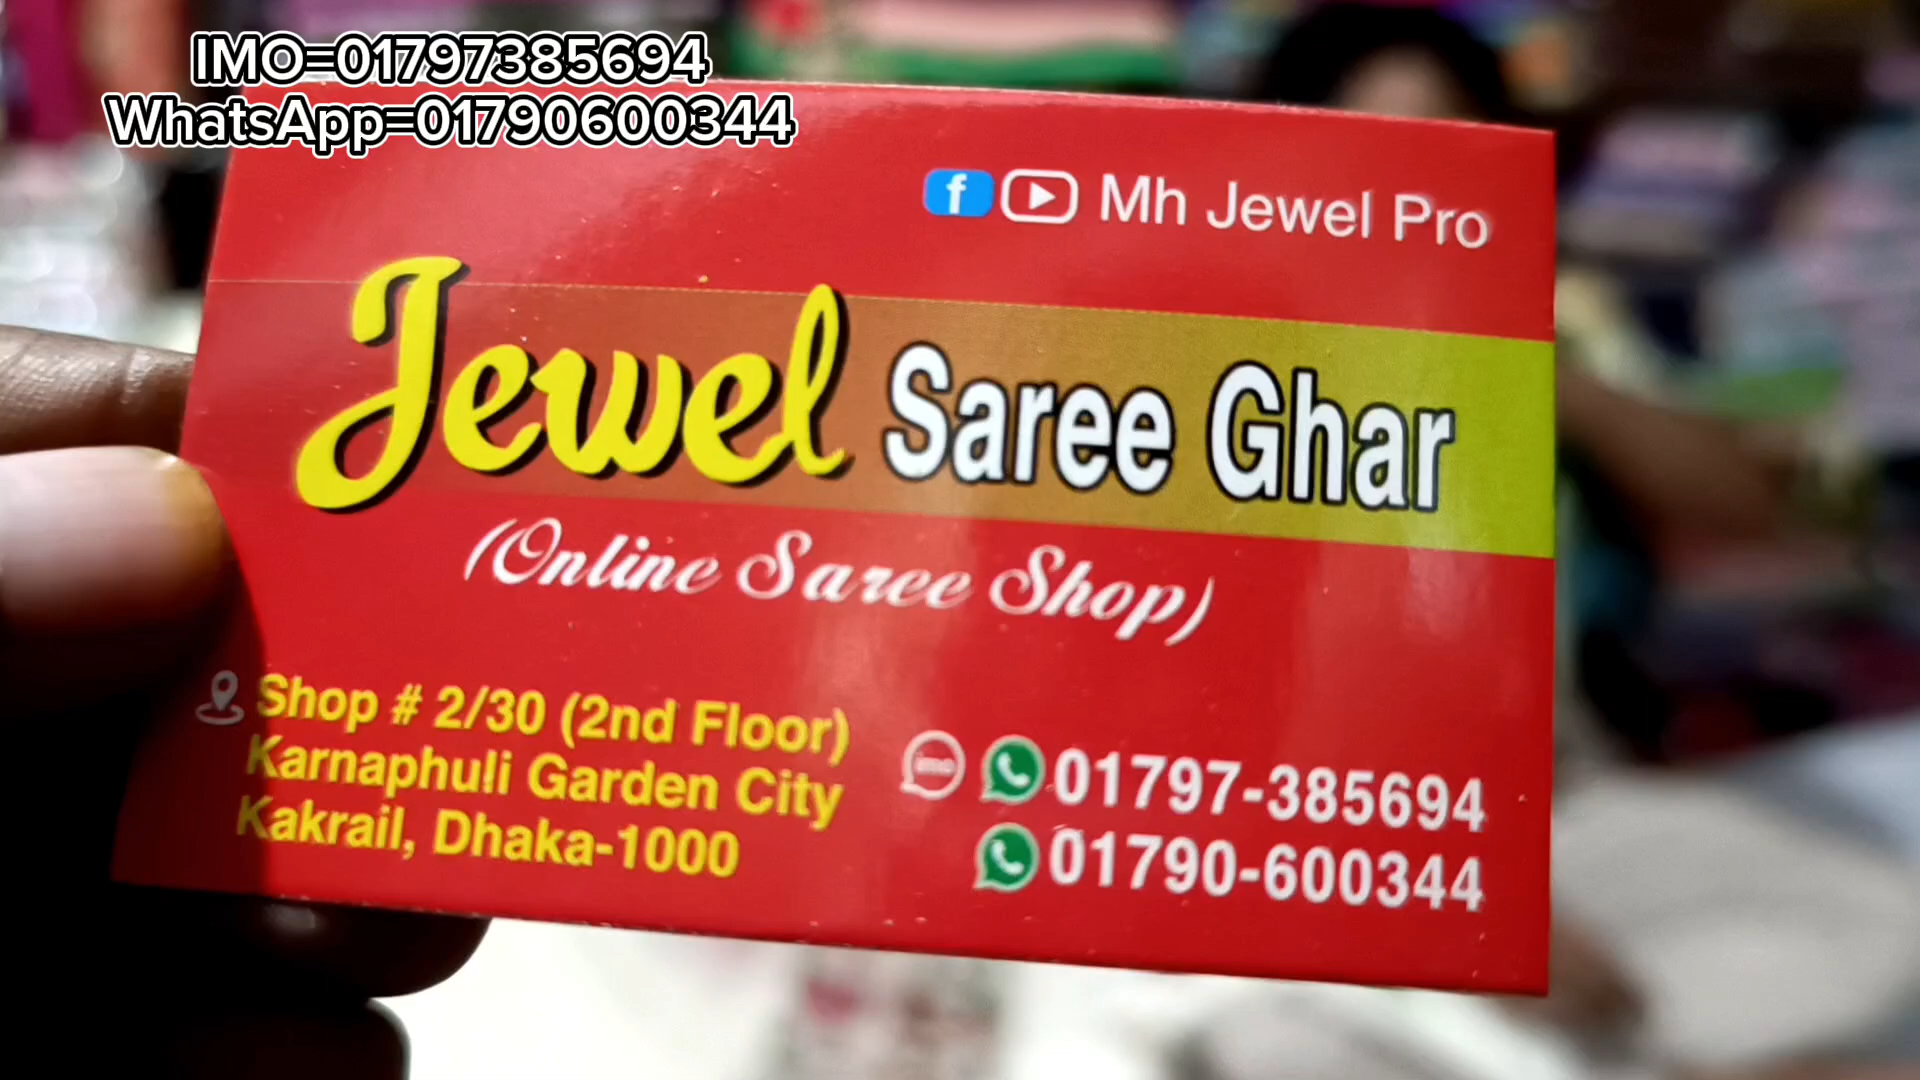 IMO=01797385694
WhatsApp=01790600344
Mh Jewel Pro
Jewel Saree Ghar
(Online Saree Shop)
Shop # 2/30 (2nd Floor)
Karnaphuli Garden City
Kakrail, Dhaka-1000
imo 01797-385694
01790-600344